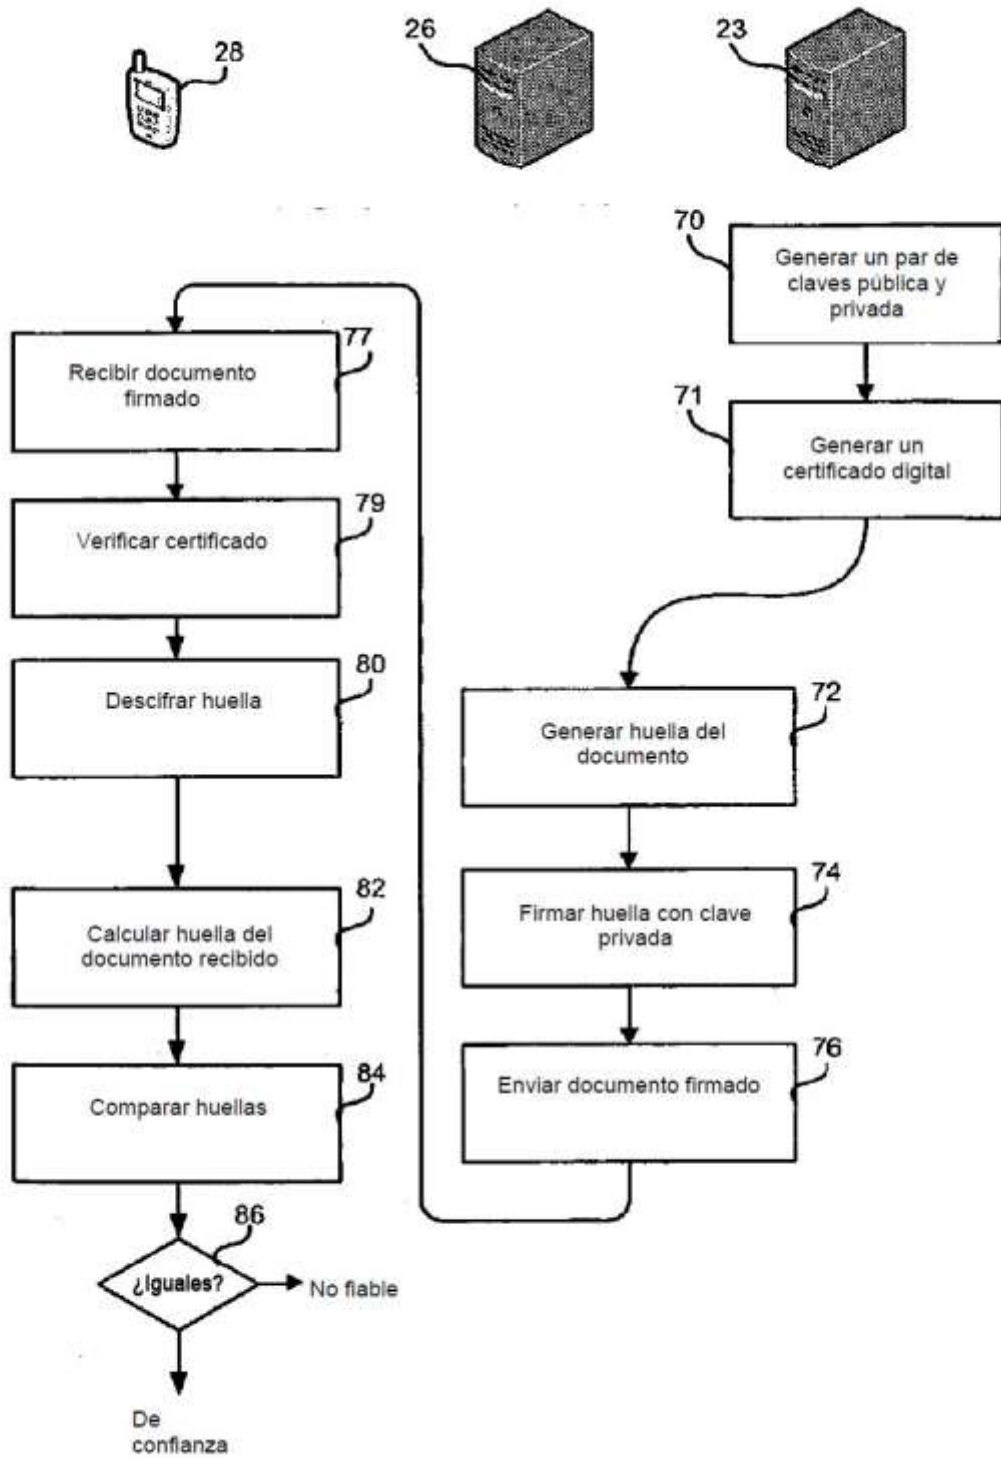 28
26
23
70
Generar un par de
claves pública y
privada
71
Generar un
certificado digital
72
Generar huella del
documento
74
Firmar huella con clave
privada
76
Enviar documento firmado
77
Recibir documento
firmado
79
Verificar certificado
80
Descifrar huella
82
Calcular huella del
documento recibido
84
Comparar huellas
86
¿Iguales?
No fiable
De
confianza